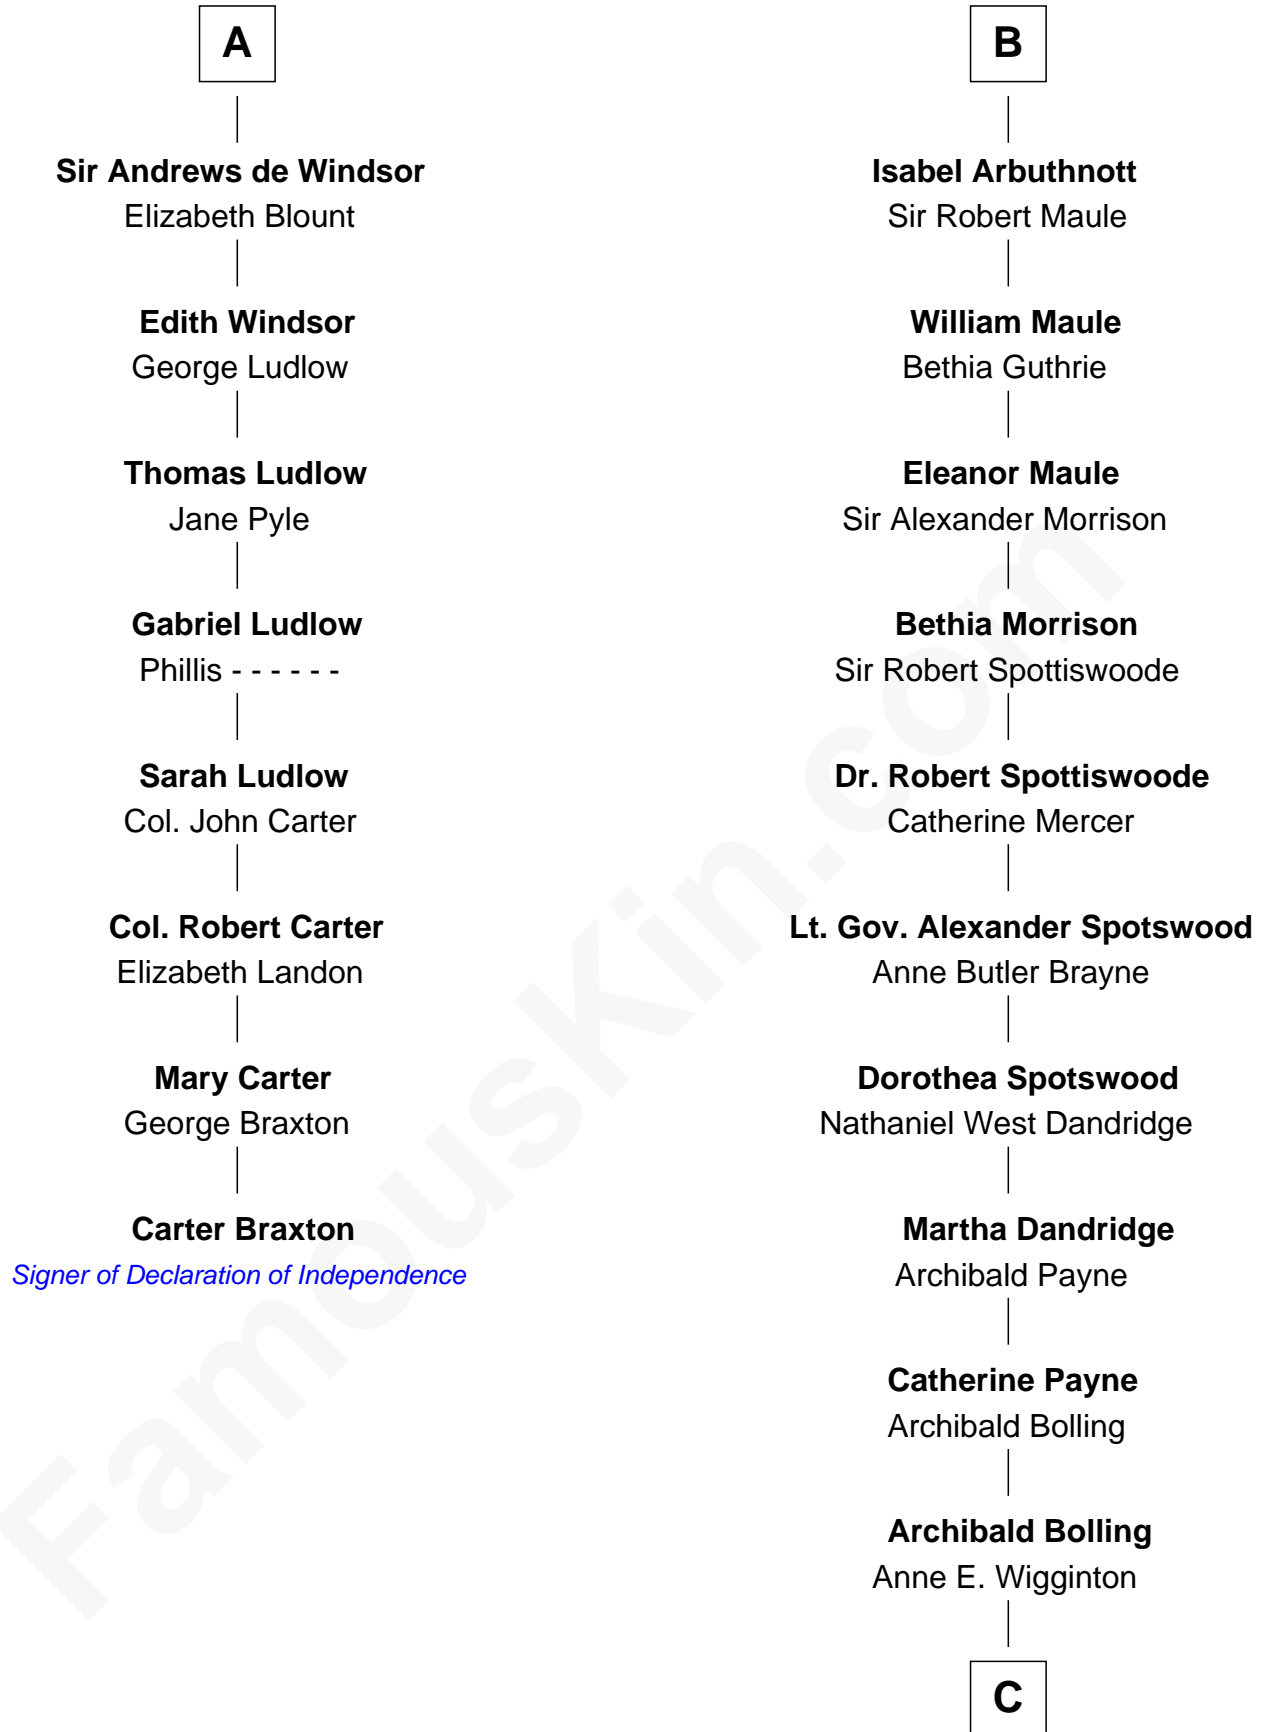 A
Sir Andrews de Windsor
Elizabeth Blount
Edith Windsor
George Ludlow
Thomas Ludlow
Jane Pyle
Gabriel Ludlow
Phillis - - - - - -
Sarah Ludlow
Col. John Carter
Col. Robert Carter
Elizabeth Landon
Mary Carter
George Braxton
Carter Braxton
Signer of Declaration of Independence
B
Isabel Arbuthnott
Sir Robert Maule
William Maule
Bethia Guthrie
Eleanor Maule
Sir Alexander Morrison
Bethia Morrison
Sir Robert Spottiswoode
Dr. Robert Spottiswoode
Catherine Mercer
Lt. Gov. Alexander Spotswood
Anne Butler Brayne
Dorothea Spotswood
Nathaniel West Dandridge
Martha Dandridge
Archibald Payne
Catherine Payne
Archibald Bolling
Archibald Bolling
Anne E. Wigginton
C
FamousKin.com